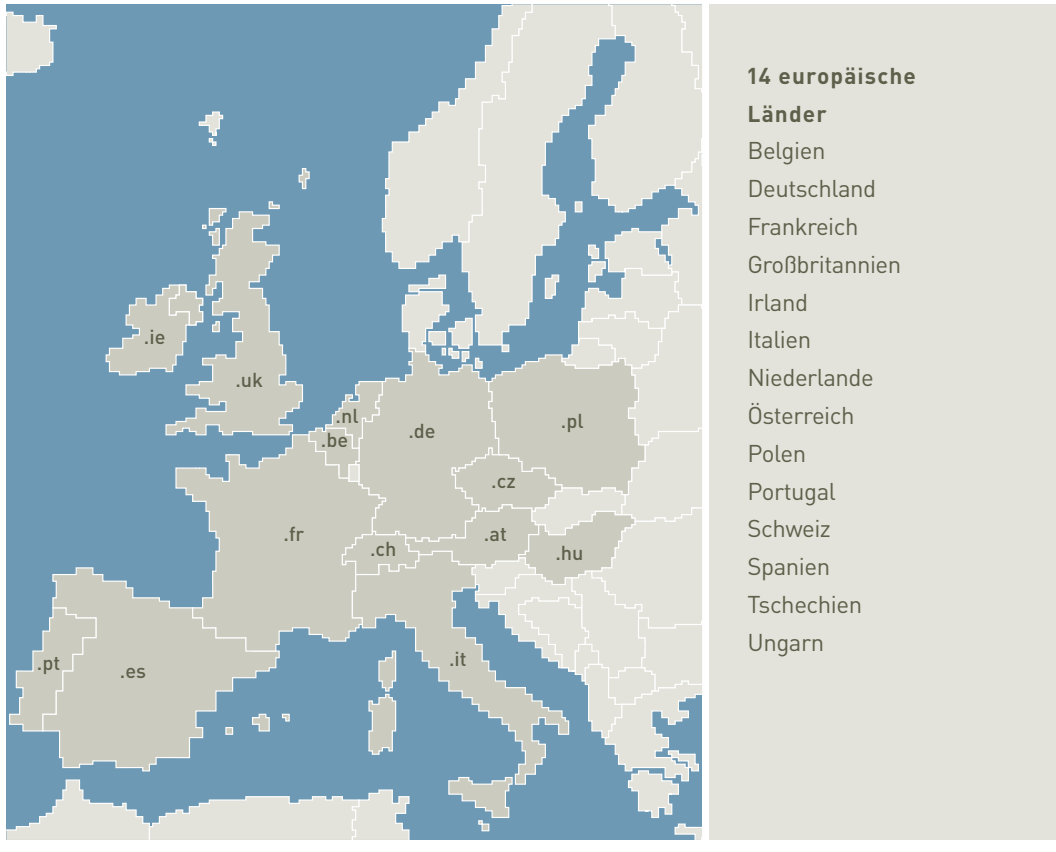 .ie
.uk
.nl
.be
.de
.pl
.cz
.fr
.ch
.at
.hu
.pt
.es
.it
14 europäische
Länder
Belgien
Deutschland
Frankreich
Großbritannien
Irland
Italien
Niederlande
Österreich
Polen
Portugal
Schweiz
Spanien
Tschechien
Ungarn